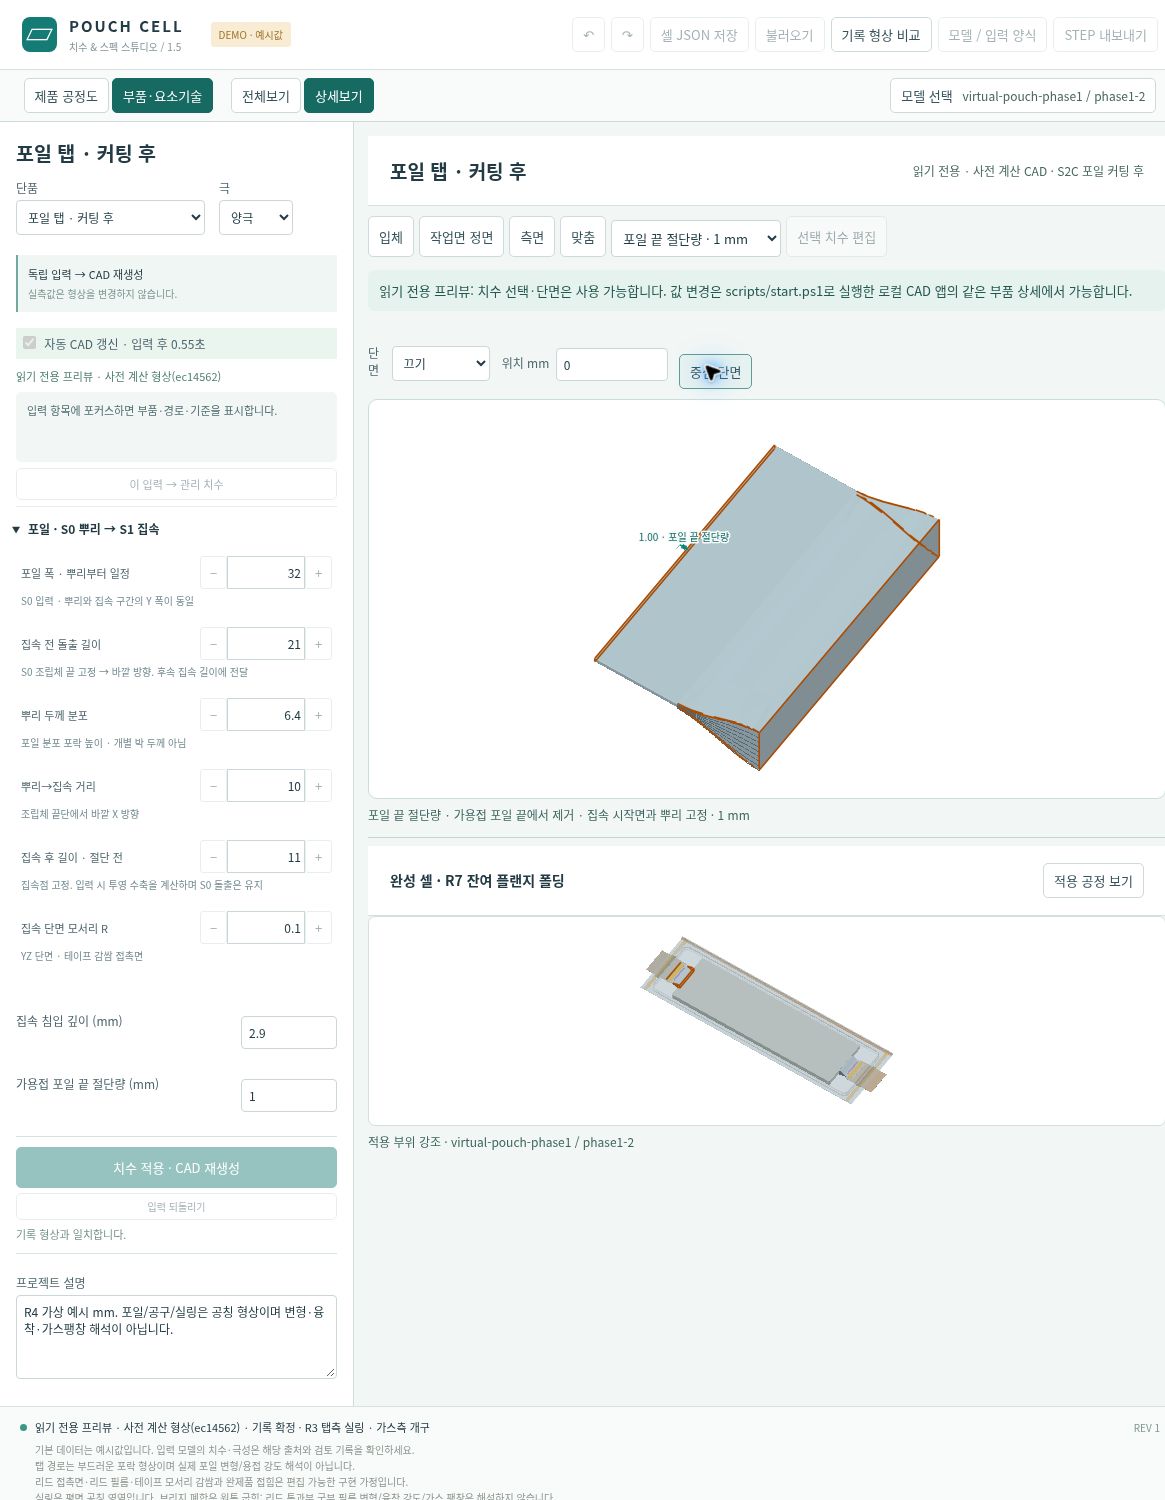 POUCH CELL
치수 & 스펙 스튜디오 / 1.5
DEMO · 예시값
↶ ↷ 셀 JSON 저장 불러오기 기록 형상 비교 모델 / 입력 양식 STEP 내보내기
제품 공정도 부품·요소기술 전체보기 상세보기
모델 선택 virtual-pouch-phase1 / phase1-2
포일 탭 · 커팅 후
단품 극
포일 탭 · 커팅 후 양극
독립 입력 → CAD 재생성
실측값은 형상을 변경하지 않습니다.
자동 CAD 갱신 · 입력 후 0.55초
읽기 전용 프리뷰 · 사전 계산 형상(ec14562)
입력 항목에 포커스하면 부품·경로·기준을 표시합니다.
이 입력 → 관리 치수
▼ 포일 · S0 뿌리 → S1 집속
포일 폭 · 뿌리부터 일정 − 32 +
S0 입력 · 뿌리와 집속 구간의 Y 폭이 동일
집속 전 돌출 길이 − 21 +
S0 조립체 끝 고정 → 바깥 방향. 후속 집속 길이에 전달
뿌리 두께 분포 − 6.4 +
포일 분포 포락 높이 · 개별 박 두께 아님
뿌리→집속 거리 − 10 +
조립체 끝단에서 바깥 X 방향
집속 후 길이 · 절단 전 − 11 +
집속점 고정. 입력 시 투영 수축을 계산하며 S0 돌출은 유지
집속 단면 모서리 R − 0.1 +
YZ 단면 · 테이프 감쌈 접촉면
집속 침입 깊이 (mm)
2.9
가용접 포일 끝 절단량 (mm)
1
치수 적용 · CAD 재생성
입력 되돌리기
기록 형상과 일치합니다.
프로젝트 설명
R4 가상 예시 mm. 포일/공구/실링은 공칭 형상이며 변형·융
착·가스팽창 해석이 아닙니다.
포일 탭 · 커팅 후
읽기 전용 · 사전 계산 CAD · S2C 포일 커팅 후
입체 작업면 정면 측면 맞춤 포일 끝 절단량 · 1 mm 선택 치수 편집
읽기 전용 프리뷰: 치수 선택·단면은 사용 가능합니다. 값 변경은 scripts/start.ps1로 실행한 로컬 CAD 앱의 같은 부품 상세에서 가능합니다.
단
면
끄기 위치 mm 0 단면
1.00 · 포일 끝 절단량
포일 끝 절단량 · 가용접 포일 끝에서 제거 · 집속 시작면과 뿌리 고정 · 1 mm
완성 셀 · R7 잔여 플랜지 폴딩
적용 공정 보기
적용 부위 강조 · virtual-pouch-phase1 / phase1-2
읽기 전용 프리뷰 · 사전 계산 형상(ec14562) · 기록 확정 · R3 탭측 실링 · 가스측 개구
REV 1
기본 데이터는 예시값입니다. 입력 모델의 치수·극성은 해당 출처와 검토 기록을 확인하세요.
탭 경로는 부드러운 포락 형상이며 실제 포일 변형/용접 강도 해석이 아닙니다.
리드 접촉면·리드 필름·테이프 모서리 감쌈과 완제품 접힘은 편집 가능한 구현 가정입니다.